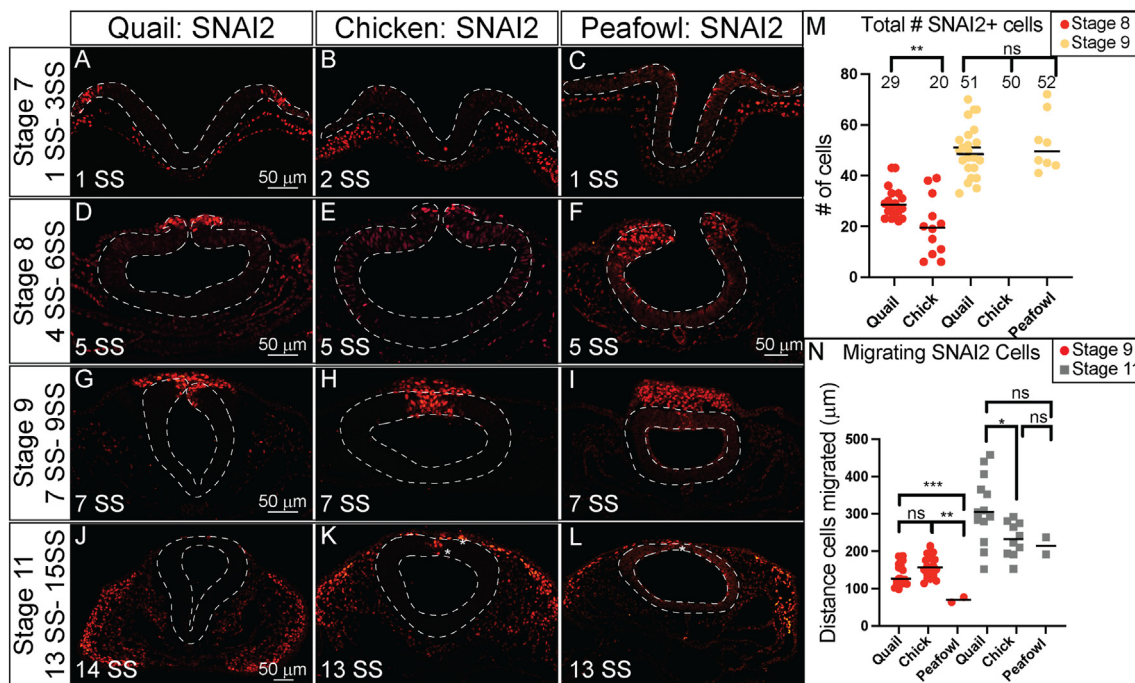 Quail: SNAI2
Chicken: SNAI2
Peafowl: SNAI2
Stage 7
1 SS- 3SS
A
1 SS
50 μm
B
2 SS
C
1 SS
Stage 8
4 SS- 6SS
D
5 SS
50 μm
E
5 SS
F
5 SS
50 μm
Stage 9
7 SS- 9SS
G
7 SS
50 μm
H
7 SS
I
7 SS
Stage 11
13 SS- 15SS
J
14 SS
50 μm
K
*
*
13 SS
L
*
13 SS
M Total # SNAI2+ cells
Stage 8
Stage 9
** ns
29 20 51 50 52
# of cells
80
60
40
20
0
Quail Chick Quail Chick Peafowl
N Migrating SNAI2 Cells
Stage 9
Stage 11
ns
* ns
***
ns **
Distance cells migrated (μm)
500
400
300
200
100
0
Quail Chick Peafowl Quail Chick Peafowl